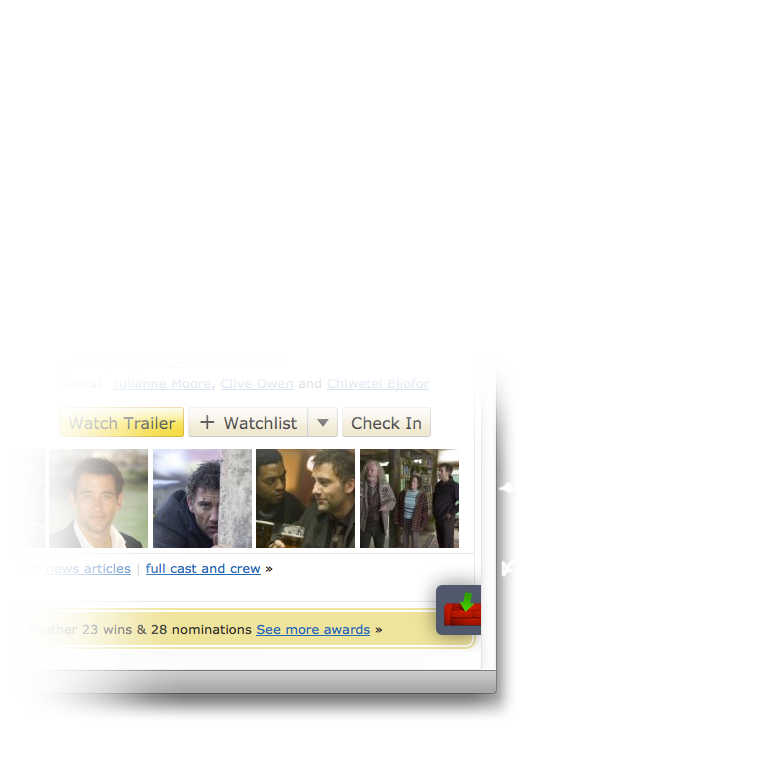 Stars: Julianne Moore, Clive Owen and Chiwetel Ejiofor
Watch Trailer + Watchlist Check In
news articles | full cast and crew »
Another 23 wins & 28 nominations See more awards »